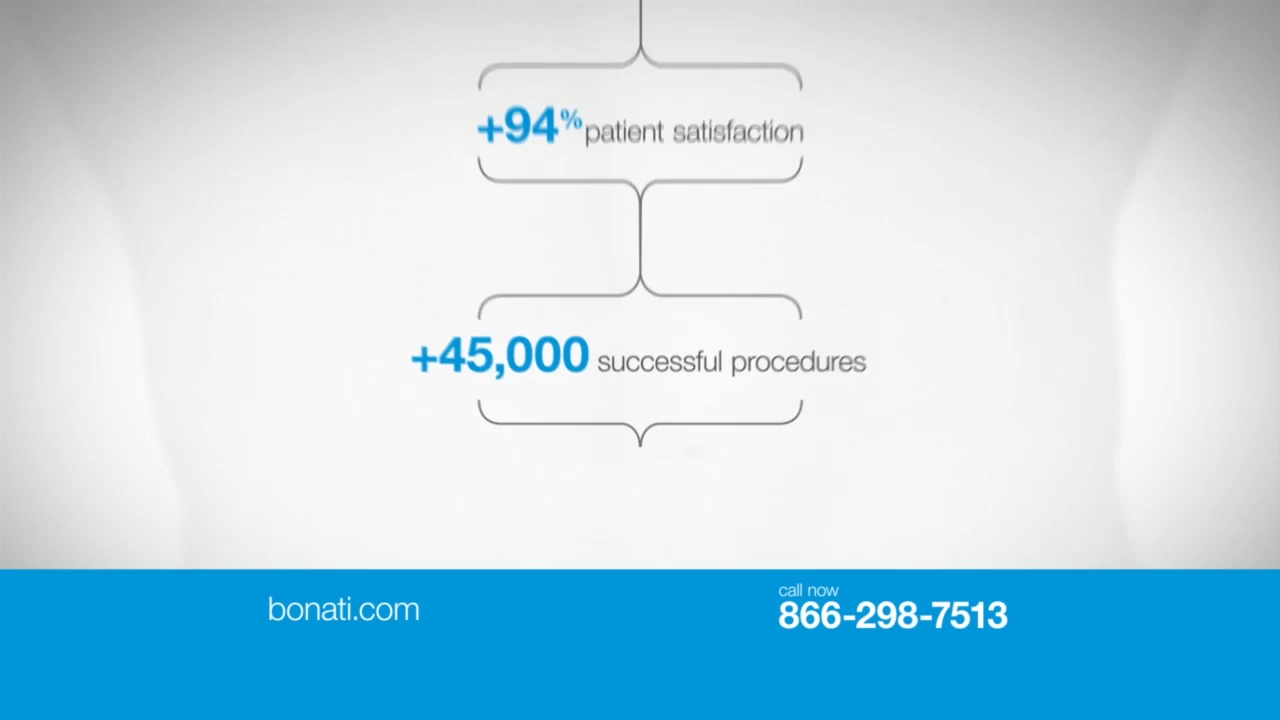 +94% patient satisfaction
+45,000 successful procedures
bonati.com
call now
866-298-7513